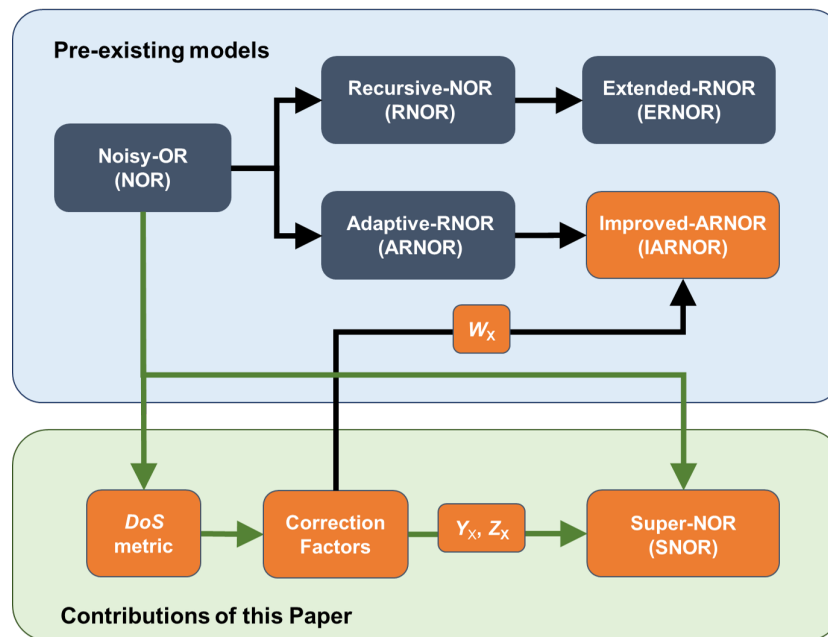 Pre-existing models
Recursive-NOR
(RNOR)
Extended-RNOR
(ERNOR)
Noisy-OR
(NOR)
Adaptive-RNOR
(ARNOR)
Improved-ARNOR
(IARNOR)
Wₓ
DoS
metric
Correction
Factors
Yₓ, Zₓ
Super-NOR
(SNOR)
Contributions of this Paper